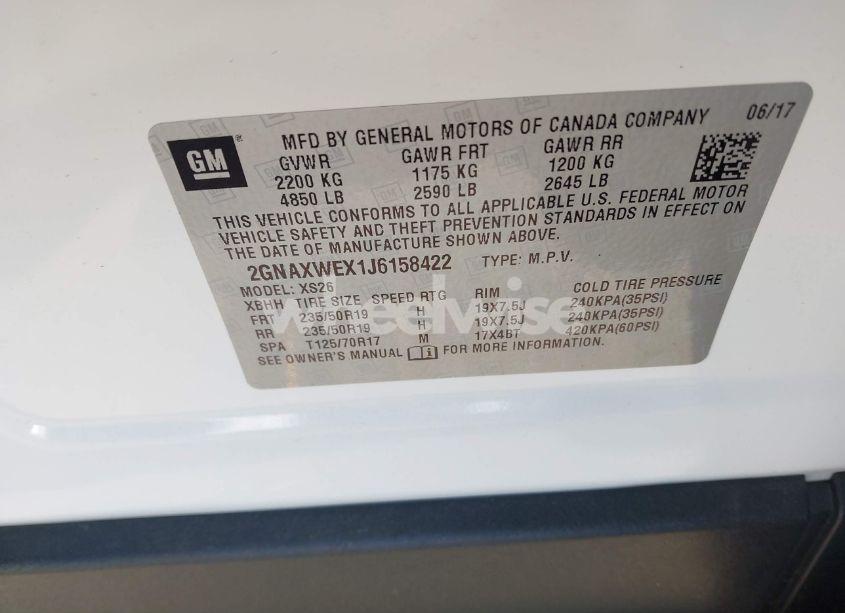 06/17
GM®
MFD BY GENERAL MOTORS OF CANADA COMPANY
GVWR GAWR FRT GAWR RR
2200 KG 1175 KG 1200 KG
4850 LB 2590 LB 2645 LB
THIS VEHICLE CONFORMS TO ALL APPLICABLE U.S. FEDERAL MOTOR
VEHICLE SAFETY AND THEFT PREVENTION STANDARDS IN EFFECT ON
THE DATE OF MANUFACTURE SHOWN ABOVE.
2GNAXWEX1J6158422 TYPE: M.P.V.
MODEL: XS26
XBHH TIRE SIZE SPEED RTG RIM COLD TIRE PRESSURE
FRT 235/50R19 H 19X7.5J 240KPA(35PSI)
RR 235/50R19 H 19X7.5J 240KPA(35PSI)
SPA T125/70R17 M 17X4BT 420KPA(60PSI)
SEE OWNER'S MANUAL FOR MORE INFORMATION.
wheelwise